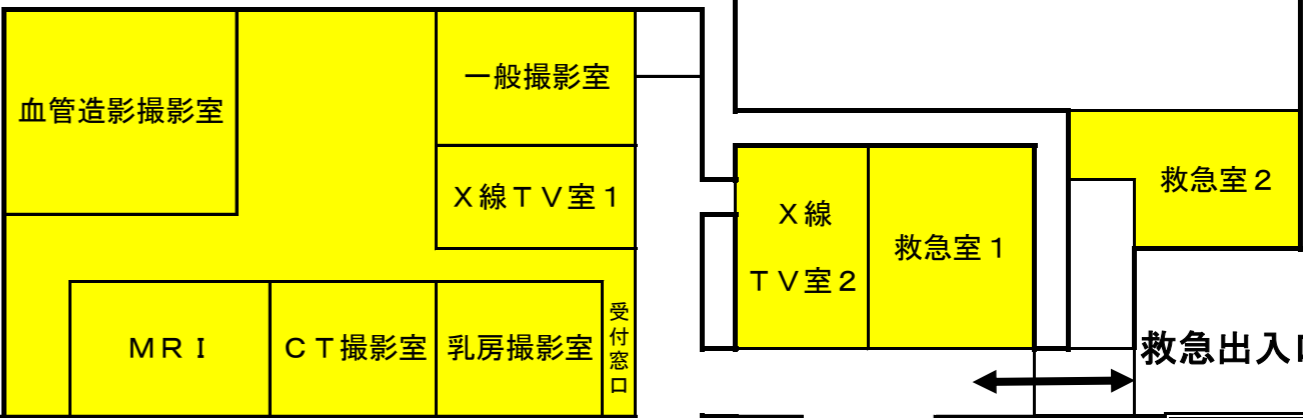 血管造影撮影室
一般撮影室
Ｘ線ＴＶ室１
Ｘ線
ＴＶ室２
救急室１
救急室２
ＭＲＩ
ＣＴ撮影室
乳房撮影室
受付窓口
救急出入口